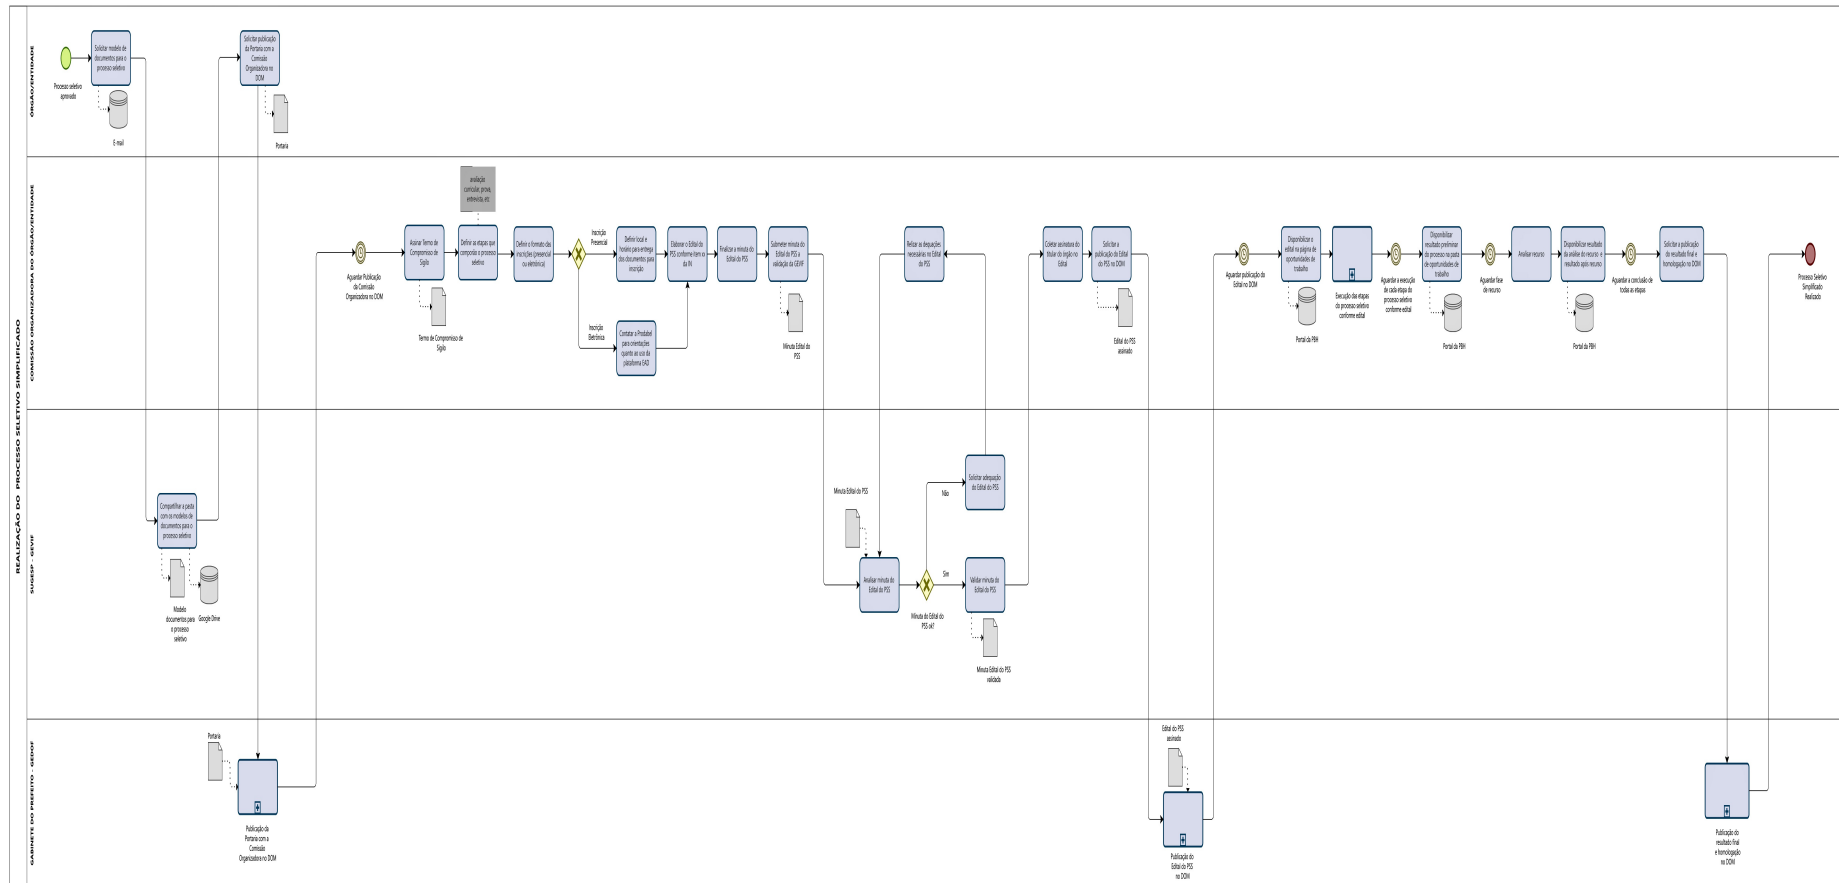 REALIZAÇÃO DO PROCESSO SELETIVO SIMPLIFICADO
ÓRGÃO/ENTIDADE
Processo seletivo
aprovado
Solicitar modelo de
documentos para o
processo seletivo
E-mail
Solicitar publicação
da Portaria com a
Comissão
Organizadora no
DOM
Portaria
COMISSÃO ORGANIZADORA DO ÓRGÃO/ENTIDADE
Aguardar Publicação
da Comissão
Organizadora no DOM
Assinar Termo de
Compromisso de
Sigilo
Termo de Compromisso de
Sigilo
avaliação
curricular, prova,
entrevista, etc
Definir as etapas que
comporão o processo
seletivo
Definir o formato das
inscrições (presencial
ou eletrônica)
Inscrição
Presencial
Inscrição
Eletrônica
Definir local e
horário para entrega
dos documentos para
inscrição
Contatar a Prodabel
para orientações
quanto ao uso da
plataforma EAD
Elaborar o Edital do
PSS conforme item xx
da IN
Finalizar a minuta do
Edital do PSS
Submeter minuta do
Edital do PSS à
validação da GEVIF
Minuta Edital do
PSS
Relizar as dequações
necessárias no Edital
do PSS
Coletar assinatura do
titular do órgão no
Edital
Solicitar a
publicação do Edital
do PSS no DOM
Edital do PSS
assinado
Aguardar publicação do
Edital no DOM
Disponibilizar o
edital na página de
oportunidades de
trabalho
Portal da PBH
Execução das etapas
do processo seletivo
conforme edital
Aguardar a execução
de cada etapa do
processo seletivo
conforme edital
Disponibilizar
resultado preliminar
do processo na pasta
de oportunidades de
trabalho
Portal da PBH
Aguardar fase
de recurso
Analisar recurso
Disponibilizar resultado
da análise do recurso e
resultado após recurso
Portal da PBH
Aguardar a conclusão de
todas as etapas
Solicitar a publicação
do resultado final e
homologação no DOM
Processo Seletivo
Simplificado
Realizado
SUGESP - GEVIF
Compartilhar a pasta
com os modelos de
documentos para o
processo seletivo
Modelo
documentos para
o processo
seletivo
Google Drive
Minuta Edital do PSS
Analisar minuta do
Edital do PSS
Minuta do Edital do
PSS ok?
Não
Sim
Solicitar adequação
do Edital do PSS
Validar minuta do
Edital do PSS
Minuta Edital do PSS
validada
GABINETE DO PREFEITO - GEDOF
Portaria
Publicação da
Portaria com a
Comissão
Organizadora no DOM
Edital do PSS
assinado
Publicação do
Edital do PSS
no DOM
Publicação do
resultado final
e homologação
no DOM